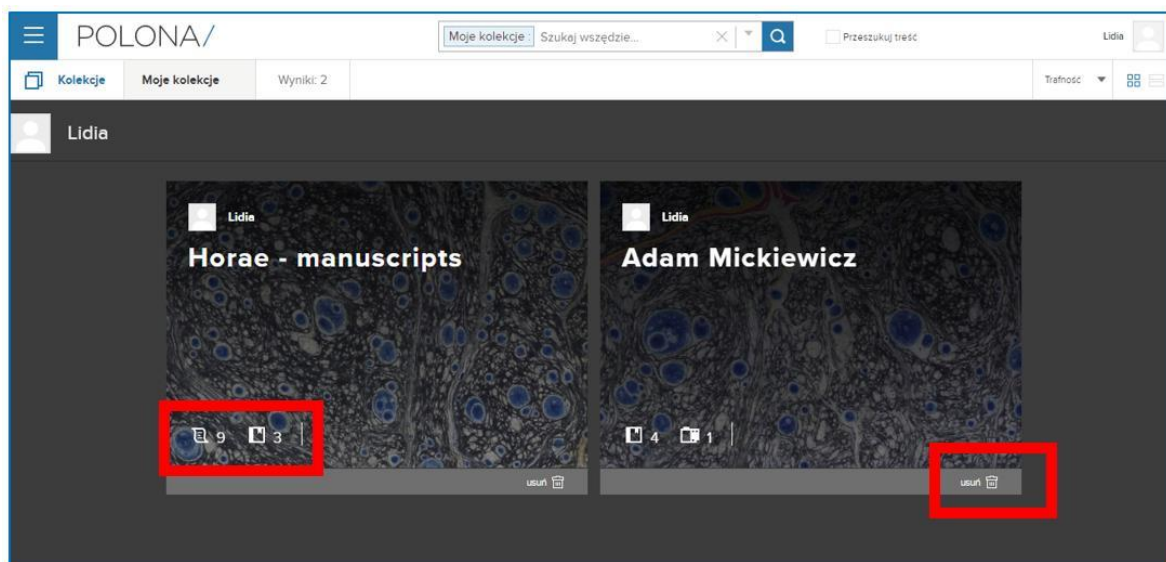 POLONA/ Moje kolekcje : Szukaj wszędzie... Przeszukuj treść Lidia
Kolekcje Moje kolekcje Wyniki: 2 Trafność
Lidia
Lidia
Horae - manuscripts
9 3
usuń
Lidia
Adam Mickiewicz
4 1
usuń